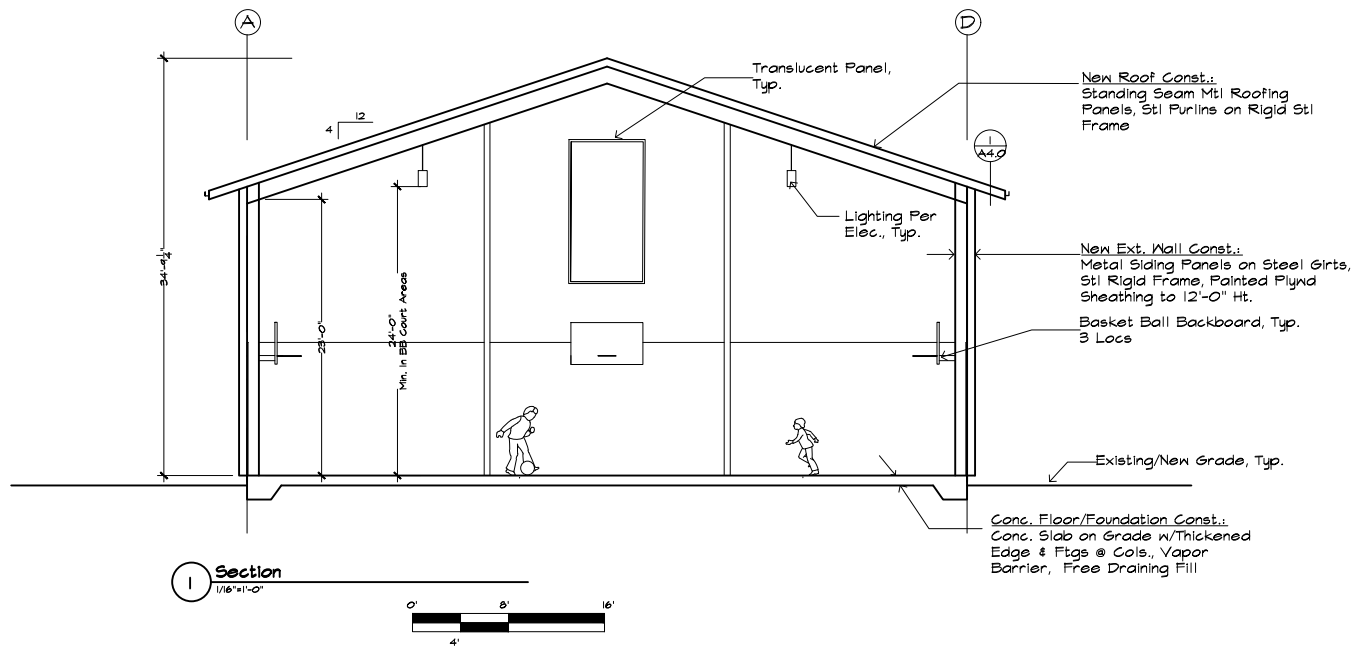 A
D
Translucent Panel,
Typ.
New Roof Const.:
Standing Seam Mtl Roofing
Panels, Stl Purlins on Rigid Stl
Frame
12
4
1
A4.0
Lighting Per
Elec., Typ.
New Ext. Wall Const.:
Metal Siding Panels on Steel Girts,
Stl Rigid Frame, Painted Plywd
Sheathing to 12'-0" Ht.
34'-9¼"
23'-0"
24'-0"
Min. in BB Court Areas
Basket Ball Backboard, Typ.
3 Locs
Existing/New Grade, Typ.
Conc. Floor/Foundation Const.:
Conc. Slab on Grade w/Thickened
Edge & Ftgs @ Cols., Vapor
Barrier, Free Draining Fill
1
Section
1/16"=1'-0"
0'
8'
16'
4'